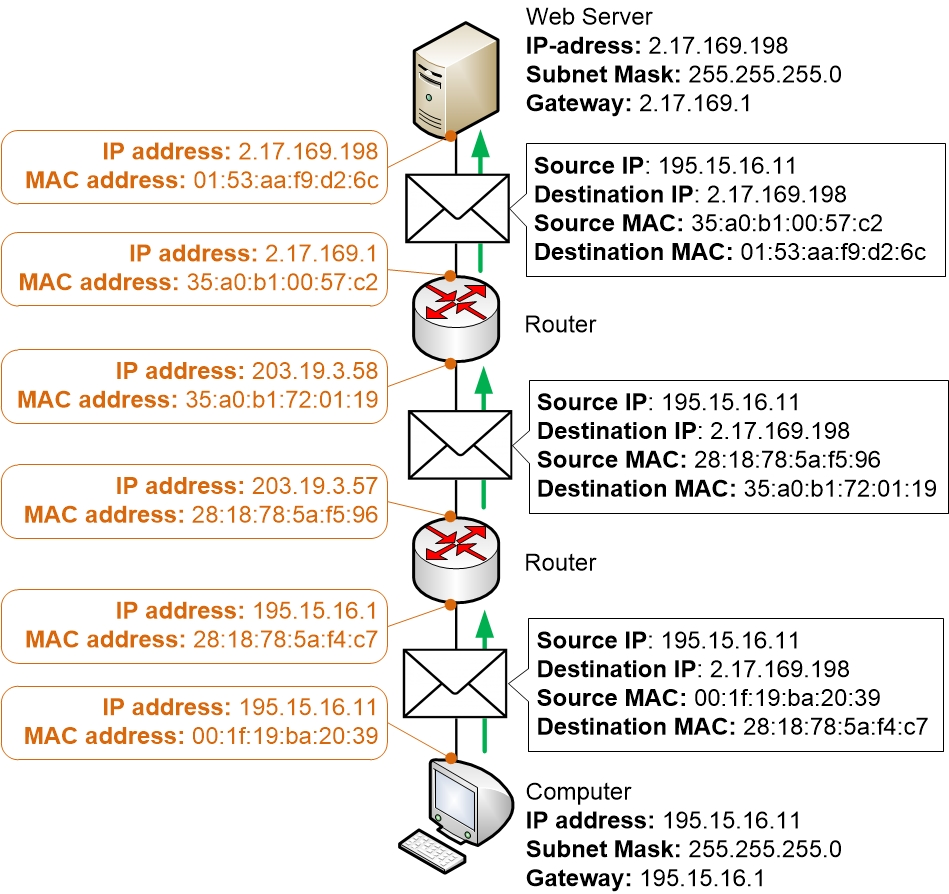 Web Server
IP-adress: 2.17.169.198
Subnet Mask: 255.255.255.0
Gateway: 2.17.169.1
IP address: 2.17.169.198
MAC address: 01:53:aa:f9:d2:6c
Source IP: 195.15.16.11
Destination IP: 2.17.169.198
Source MAC: 35:a0:b1:00:57:c2
Destination MAC: 01:53:aa:f9:d2:6c
IP address: 2.17.169.1
MAC address: 35:a0:b1:00:57:c2
Router
IP address: 203.19.3.58
MAC address: 35:a0:b1:72:01:19
Source IP: 195.15.16.11
Destination IP: 2.17.169.198
Source MAC: 28:18:78:5a:f5:96
Destination MAC: 35:a0:b1:72:01:19
IP address: 203.19.3.57
MAC address: 28:18:78:5a:f5:96
Router
IP address: 195.15.16.1
MAC address: 28:18:78:5a:f4:c7
Source IP: 195.15.16.11
Destination IP: 2.17.169.198
Source MAC: 00:1f:19:ba:20:39
Destination MAC: 28:18:78:5a:f4:c7
IP address: 195.15.16.11
MAC address: 00:1f:19:ba:20:39
Computer
IP address: 195.15.16.11
Subnet Mask: 255.255.255.0
Gateway: 195.15.16.1